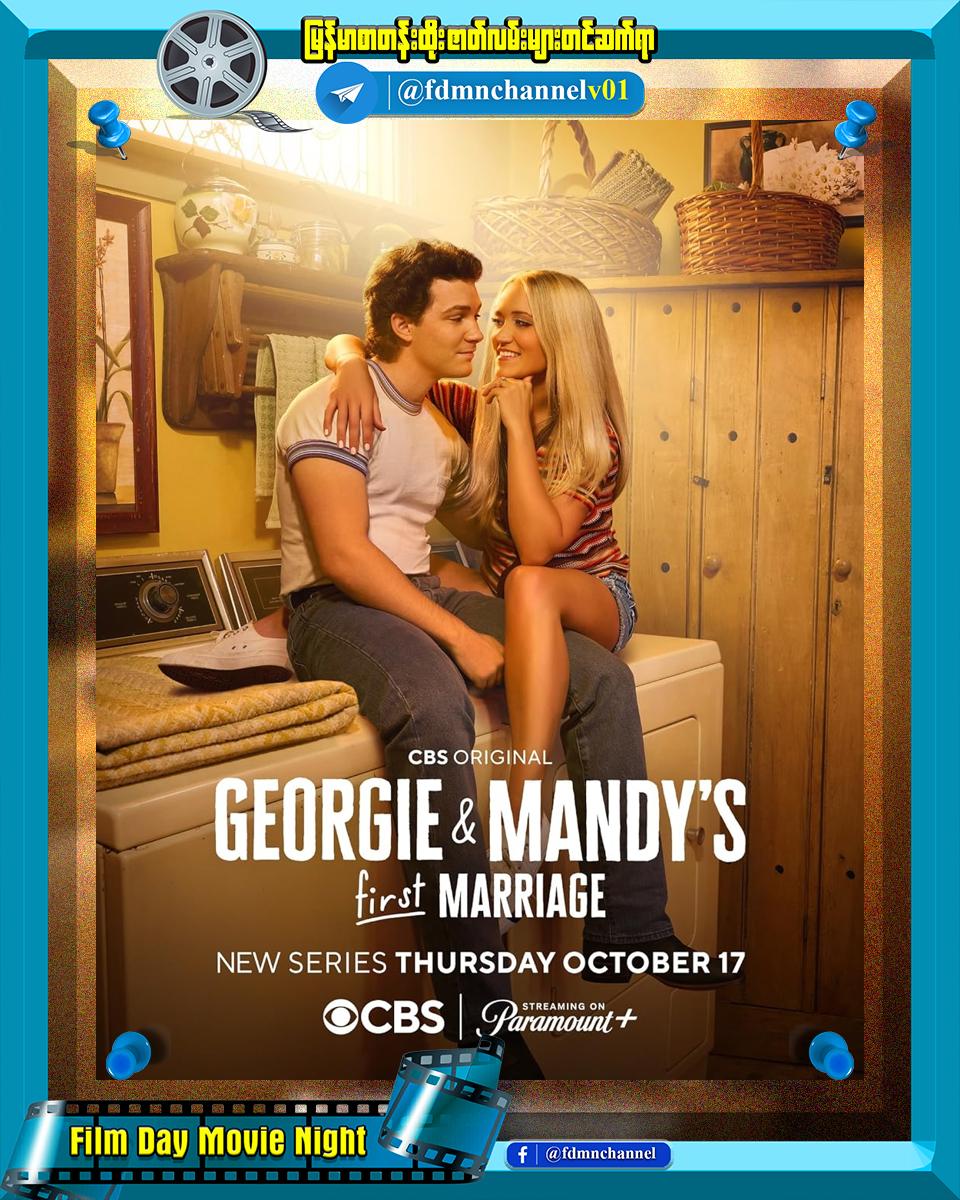 မြန်မာစာတန်းထိုး ဇာတ်လမ်းများတင်ဆက်ရာ
@fdmnchannelv01
CBS ORIGINAL
GEORGIE & MANDY'S
first MARRIAGE
NEW SERIES THURSDAY OCTOBER 17
CBS
STREAMING ON
Paramount+
Film Day Movie Night
@fdmnchannel